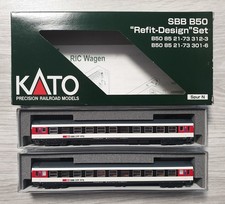 SBB B50
"Refit-Design"Set
B50 85 21-73 312-3
B50 85 21-73 301-6
RIC Wagen
KATO
PRECISION RAILROAD MODELS
Spur N